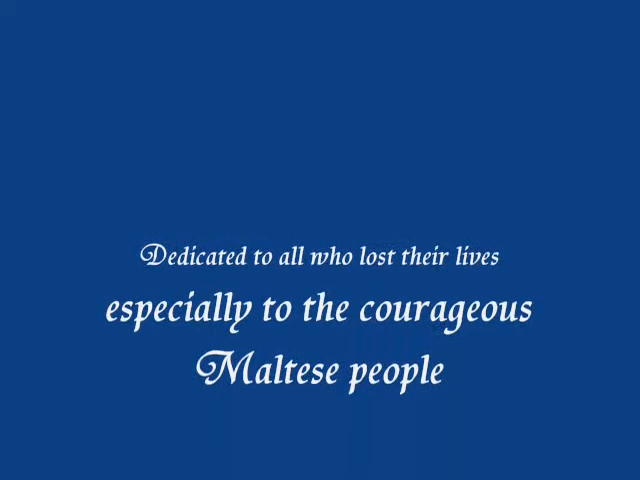 Dedicated to all who lost their lives
especially to the courageous
Maltese people